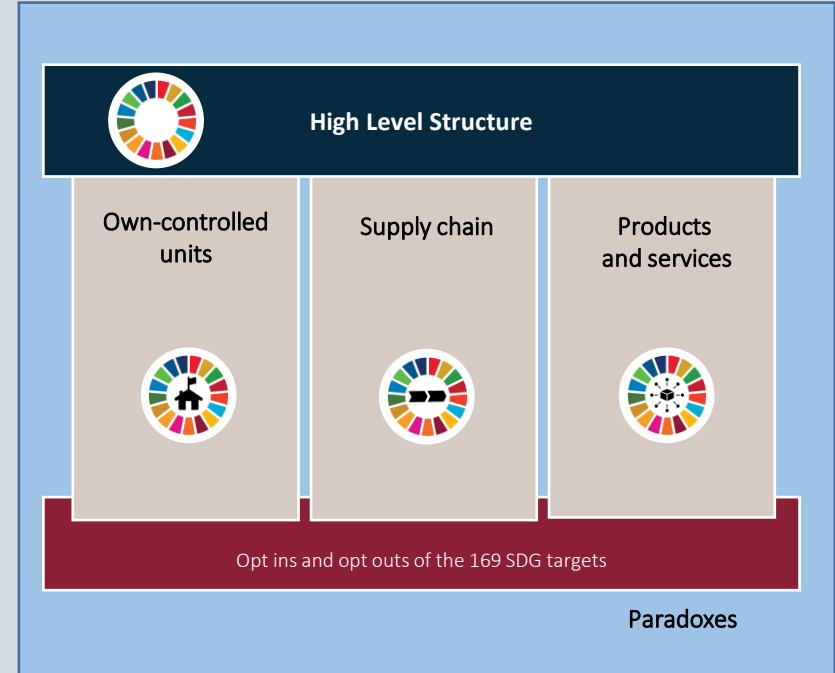 High Level Structure
Own-controlled
units
Supply chain
Products
and services
Opt ins and opt outs of the 169 SDG targets
Paradoxes